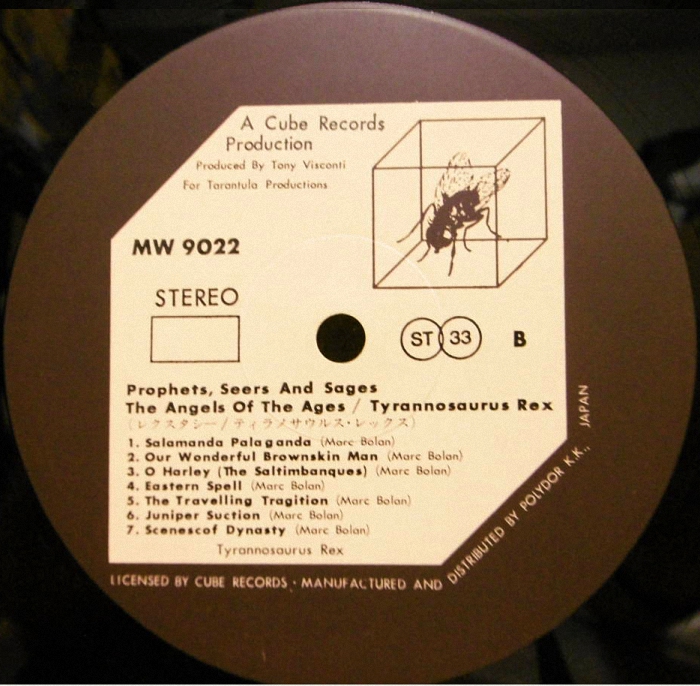 A Cube Records
Production
Produced By Tony Visconti
For Tarantula Productions
MW 9022
STEREO
ST 33
B
Prophets, Seers And Sages
The Angels Of The Ages / Tyrannosaurus Rex
(レクスタシー/ティラノサウルス・レックス)
1. Salamanda Palaganda (Marc Bolan)
2. Our Wonderful Brownskin Man (Marc Bolan)
3. O Harley (The Saltimbanques) (Marc Bolan)
4. Eastern Spell (Marc Bolan)
5. The Travelling Tragition (Marc Bolan)
6. Juniper Suction (Marc Bolan)
7. Scenescof Dynasty (Marc Bolan)
Tyrannosaurus Rex
LICENSED BY CUBE RECORDS · MANUFACTURED AND DISTRIBUTED BY POLYDOR K.K., JAPAN